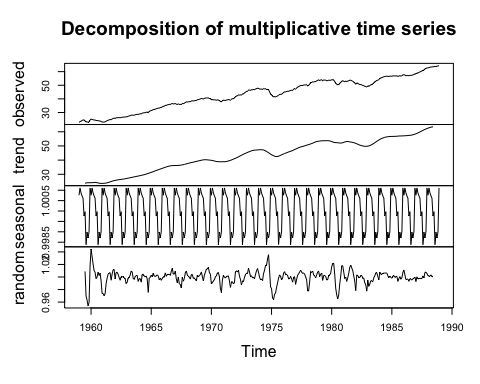 Decomposition of multiplicative time series
observed
30
50
trend
30
50
seasonal
0.9985
1.0005
random
0.96
1.02
1960 1965 1970 1975 1980 1985 1990
Time